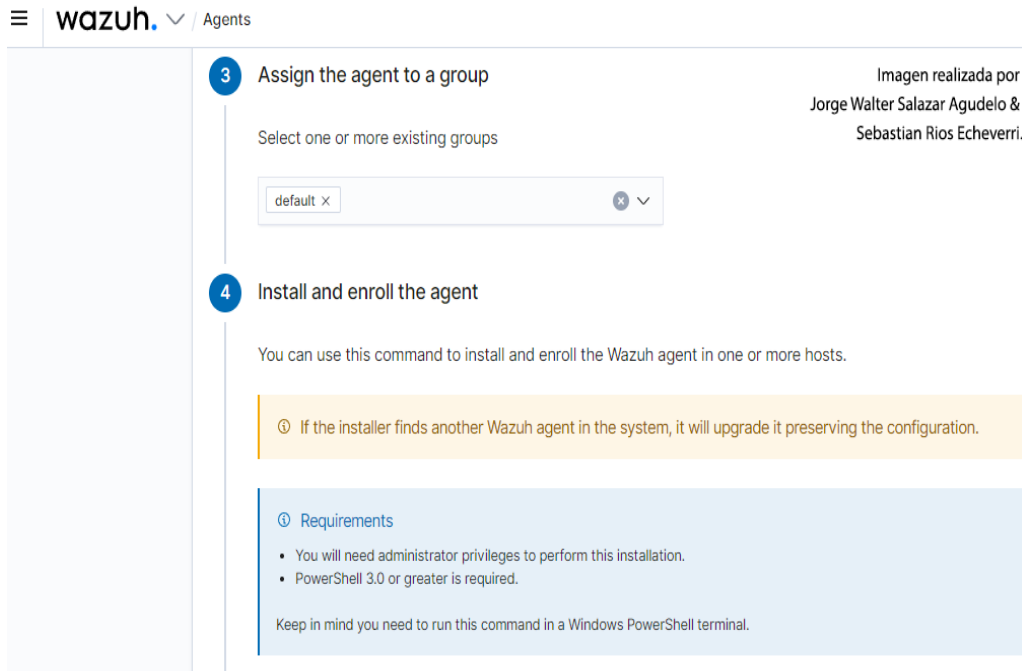 wazuh. / Agents
3 Assign the agent to a group
Imagen realizada por
Jorge Walter Salazar Agudelo &
Sebastian Rios Echeverri.
Select one or more existing groups
default ×
4 Install and enroll the agent
You can use this command to install and enroll the Wazuh agent in one or more hosts.
If the installer finds another Wazuh agent in the system, it will upgrade it preserving the configuration.
Requirements
• You will need administrator privileges to perform this installation.
• PowerShell 3.0 or greater is required.
Keep in mind you need to run this command in a Windows PowerShell terminal.